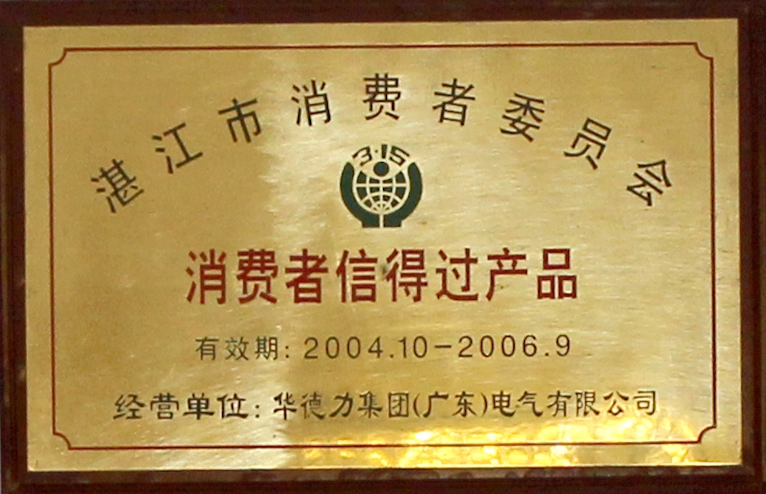 湛江市消费者委员会
3·15
消费者信得过产品
有效期: 2004.10-2006.9
经营单位: 华德力集团(广东)电气有限公司